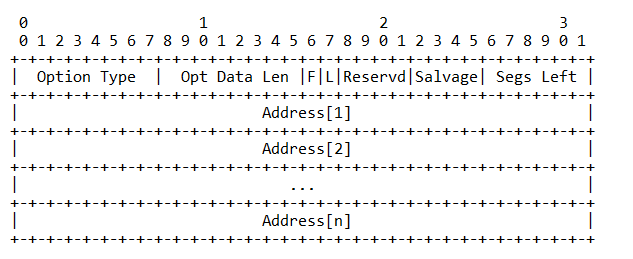 0                   1                   2                   3
0 1 2 3 4 5 6 7 8 9 0 1 2 3 4 5 6 7 8 9 0 1 2 3 4 5 6 7 8 9 0 1
+-+-+-+-+-+-+-+-+-+-+-+-+-+-+-+-+-+-+-+-+-+-+-+-+-+-+-+-+-+-+-+-+
|  Option Type  |  Opt Data Len |F|L|Reservd|Salvage| Segs Left |
+-+-+-+-+-+-+-+-+-+-+-+-+-+-+-+-+-+-+-+-+-+-+-+-+-+-+-+-+-+-+-+-+
|                           Address[1]                          |
+-+-+-+-+-+-+-+-+-+-+-+-+-+-+-+-+-+-+-+-+-+-+-+-+-+-+-+-+-+-+-+-+
|                           Address[2]                          |
+-+-+-+-+-+-+-+-+-+-+-+-+-+-+-+-+-+-+-+-+-+-+-+-+-+-+-+-+-+-+-+-+
|                              ...                              |
+-+-+-+-+-+-+-+-+-+-+-+-+-+-+-+-+-+-+-+-+-+-+-+-+-+-+-+-+-+-+-+-+
|                           Address[n]                          |
+-+-+-+-+-+-+-+-+-+-+-+-+-+-+-+-+-+-+-+-+-+-+-+-+-+-+-+-+-+-+-+-+